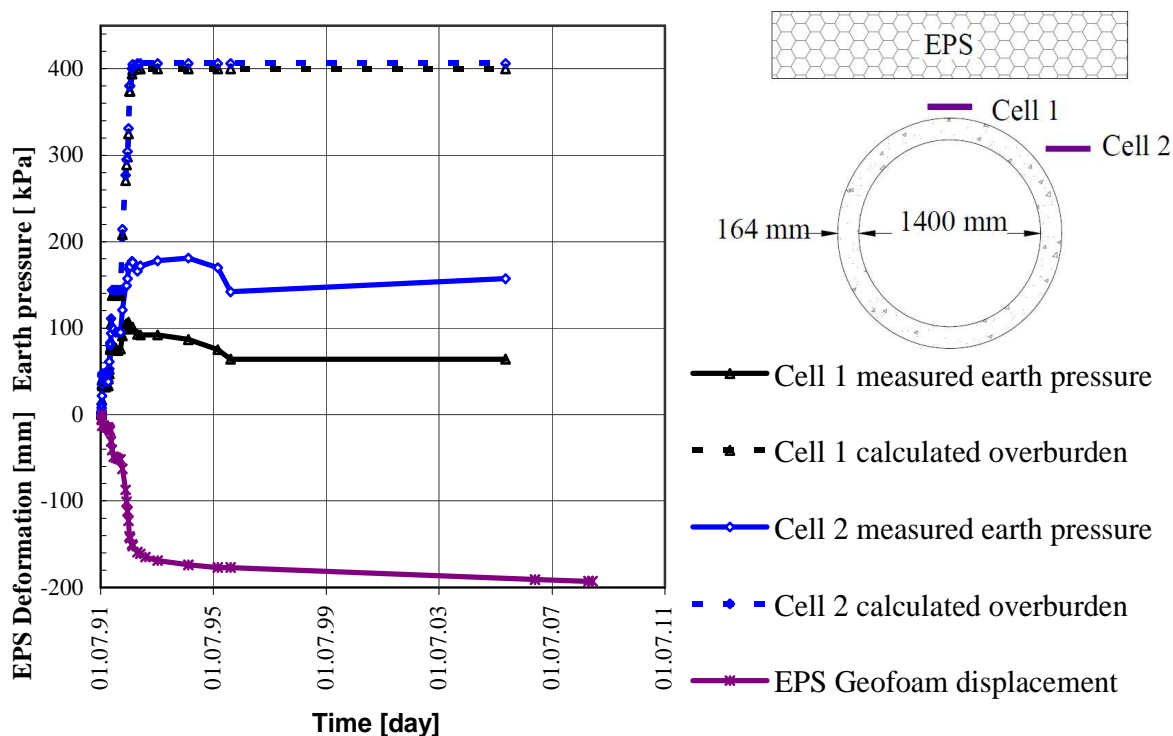 400
200
100
0
-100
-200
Earth pressure [ kPa]
EPS Deformation [mm]
300
01.07.91
01.07.95
01.07.99
01.07.03
01.07.07
01.07.11
Time [day]
EPS
Cell 1
Cell 2
164 mm
1400 mm
Cell 1 measured earth pressure
Cell 1 calculated overburden
Cell 2 measured earth pressure
Cell 2 calculated overburden
EPS Geofoam displacement